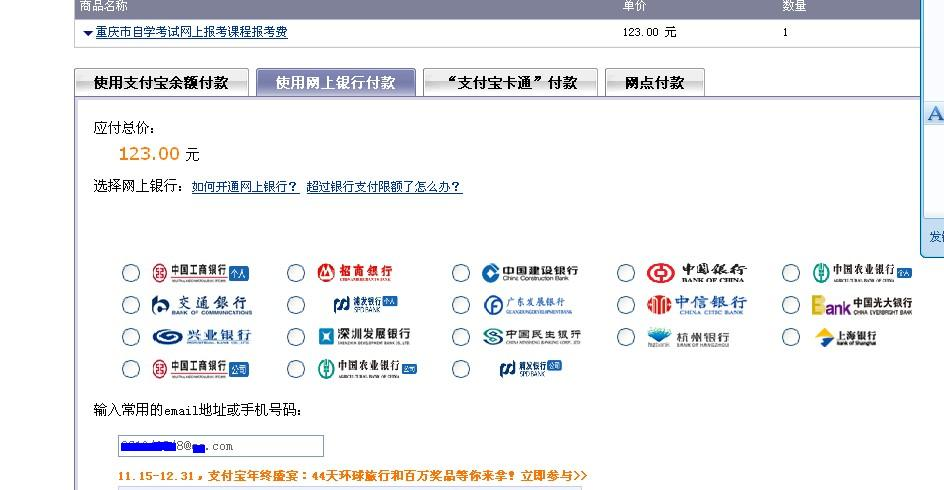 商品名称 单价 数量
重庆市自学考试网上报考课程报考费 123.00 元 1
使用支付宝余额付款 使用网上银行付款 “支付宝卡通”付款 网点付款
应付总价:
123.00 元
选择网上银行: 如何开通网上银行? 超过银行支付限额了怎么办?
中国工商银行 个人 招商银行 中国建设银行 China Construction Bank 中国银行 BANK OF CHINA 中国农业银行 个人
交通银行 BANK OF COMMUNICATIONS 浦发银行 个人 SPD BANK 广东发展银行 GUANGDONG DEVELOPMENT BANK 中信银行 CHINA CITIC BANK Bank 中国光大银行 CHINA EVERBRIGHT BANK
兴业银行 深圳发展银行 中国民生银行 杭州银行 BANK OF HANGZHOU 上海银行 Bank of Shanghai
中国工商银行 公司 中国农业银行 公司 浦发银行 公司 SPD BANK
输入常用的email地址或手机号码:
8@ .com
11.15-12.31，支付宝年终盛宴：44天环球旅行和百万奖品等你来拿！立即参与>>
A